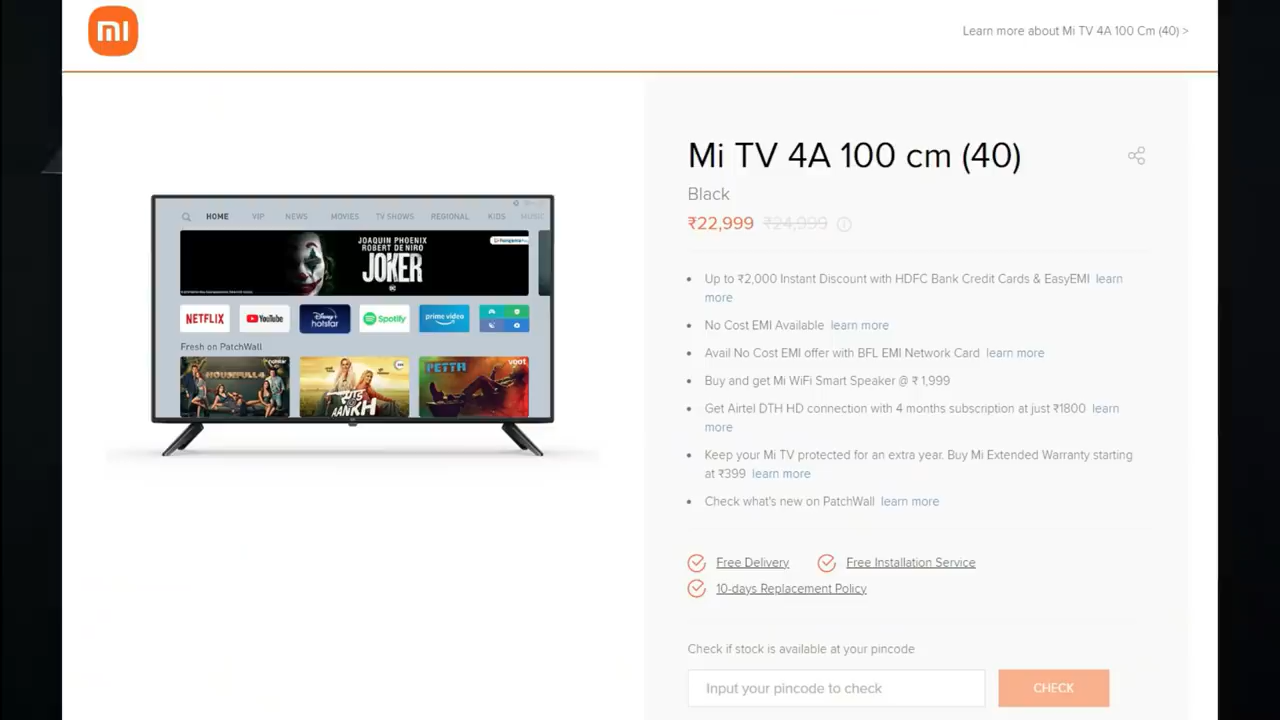 mi
Learn more about Mi TV 4A 100 Cm (40) >
Mi TV 4A 100 cm (40)
Black
₹22,999 ₹24,999
HOME VIP NEWS MOVIES TV SHOWS REGIONAL KIDS MUSIC
JOAQUIN PHOENIX
ROBERT DE NIRO
JOKER
NETFLIX YouTube Disney+ hotstar Spotify prime video
Fresh on PatchWall
HOUSEFULL4
AANKH
PETTA
voot
Up to ₹2,000 Instant Discount with HDFC Bank Credit Cards & EasyEMI learn
more
No Cost EMI Available learn more
Avail No Cost EMI offer with BFL EMI Network Card learn more
Buy and get Mi WiFi Smart Speaker @ ₹ 1,999
Get Airtel DTH HD connection with 4 months subscription at just ₹1800 learn
more
Keep your Mi TV protected for an extra year. Buy Mi Extended Warranty starting
at ₹399 learn more
Check what's new on PatchWall learn more
Free Delivery Free Installation Service
10-days Replacement Policy
Check if stock is available at your pincode
Input your pincode to check CHECK